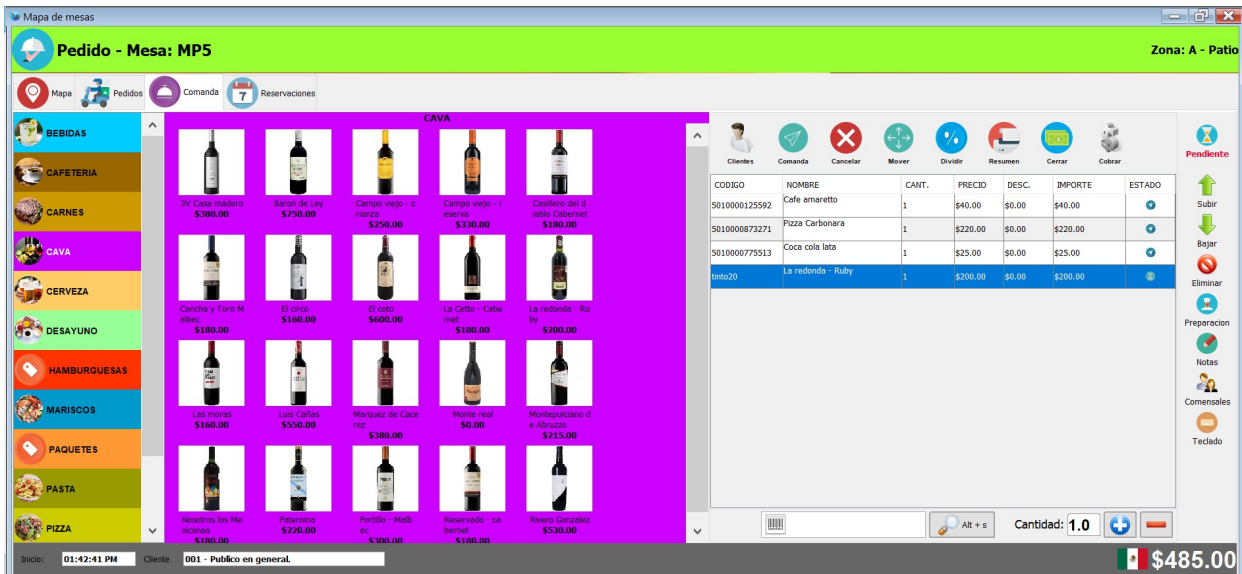 Mapa de mesas
Pedido - Mesa: MP5
Zona: A - Patio
Mapa
Pedidos
Comanda
7
Reservaciones
BEBIDAS
CAFETERIA
CARNES
CAVA
CERVEZA
DESAYUNO
HAMBURGUESAS
MARISCOS
PAQUETES
PASTA
PIZZA
CAVA
3V Casa madero
$380.00
Baron de Ley
$750.00
Campo viejo - c
rianza
$250.00
Campo viejo - r
eserva
$330.00
Casillero del d
iablo Cabernet
$180.00
Concha y Toro M
albec
$180.00
El circo
$160.00
El coto
$600.00
La Cetto - Cabe
rnet
$180.00
La redonda - Ru
by
$200.00
Las moras
$160.00
Luis Cañas
$550.00
Marquez de Cace
rez
$380.00
Monte real
$0.00
Montepulciano d
e Abruzzo
$215.00
Nosotros los Me
xicanos
$180.00
Paternina
$220.00
Portillo - Malb
ec
$300.00
Reservado - ca
bernet
$180.00
Rivero Gonzalez
$530.00
Clientes
Comanda
Cancelar
Mover
Dividir
Resumen
Cerrar
Cobrar
CODIGO NOMBRE CANT. PRECIO DESC. IMPORTE ESTADO
5010000125592 Cafe amaretto 1 $40.00 $0.00 $40.00
5010000873271 Pizza Carbonara 1 $220.00 $0.00 $220.00
5010000775513 Coca cola lata 1 $25.00 $0.00 $25.00
tinto20 La redonda - Ruby 1 $200.00 $0.00 $200.00
Pendiente
Subir
Bajar
Eliminar
Preparacion
Notas
Comensales
Teclado
Alt + s
Cantidad: 1.0
Inicio: 01:42:41 PM Cliente 001 - Publico en general.
$485.00